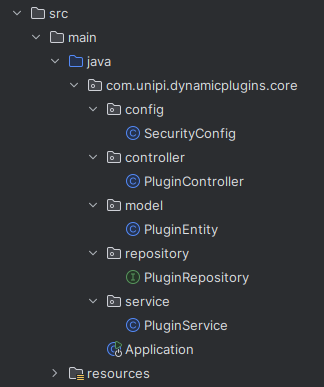 src
main
java
com.unipi.dynamicplugins.core
config
SecurityConfig
controller
PluginController
model
PluginEntity
repository
PluginRepository
service
PluginService
Application
resources